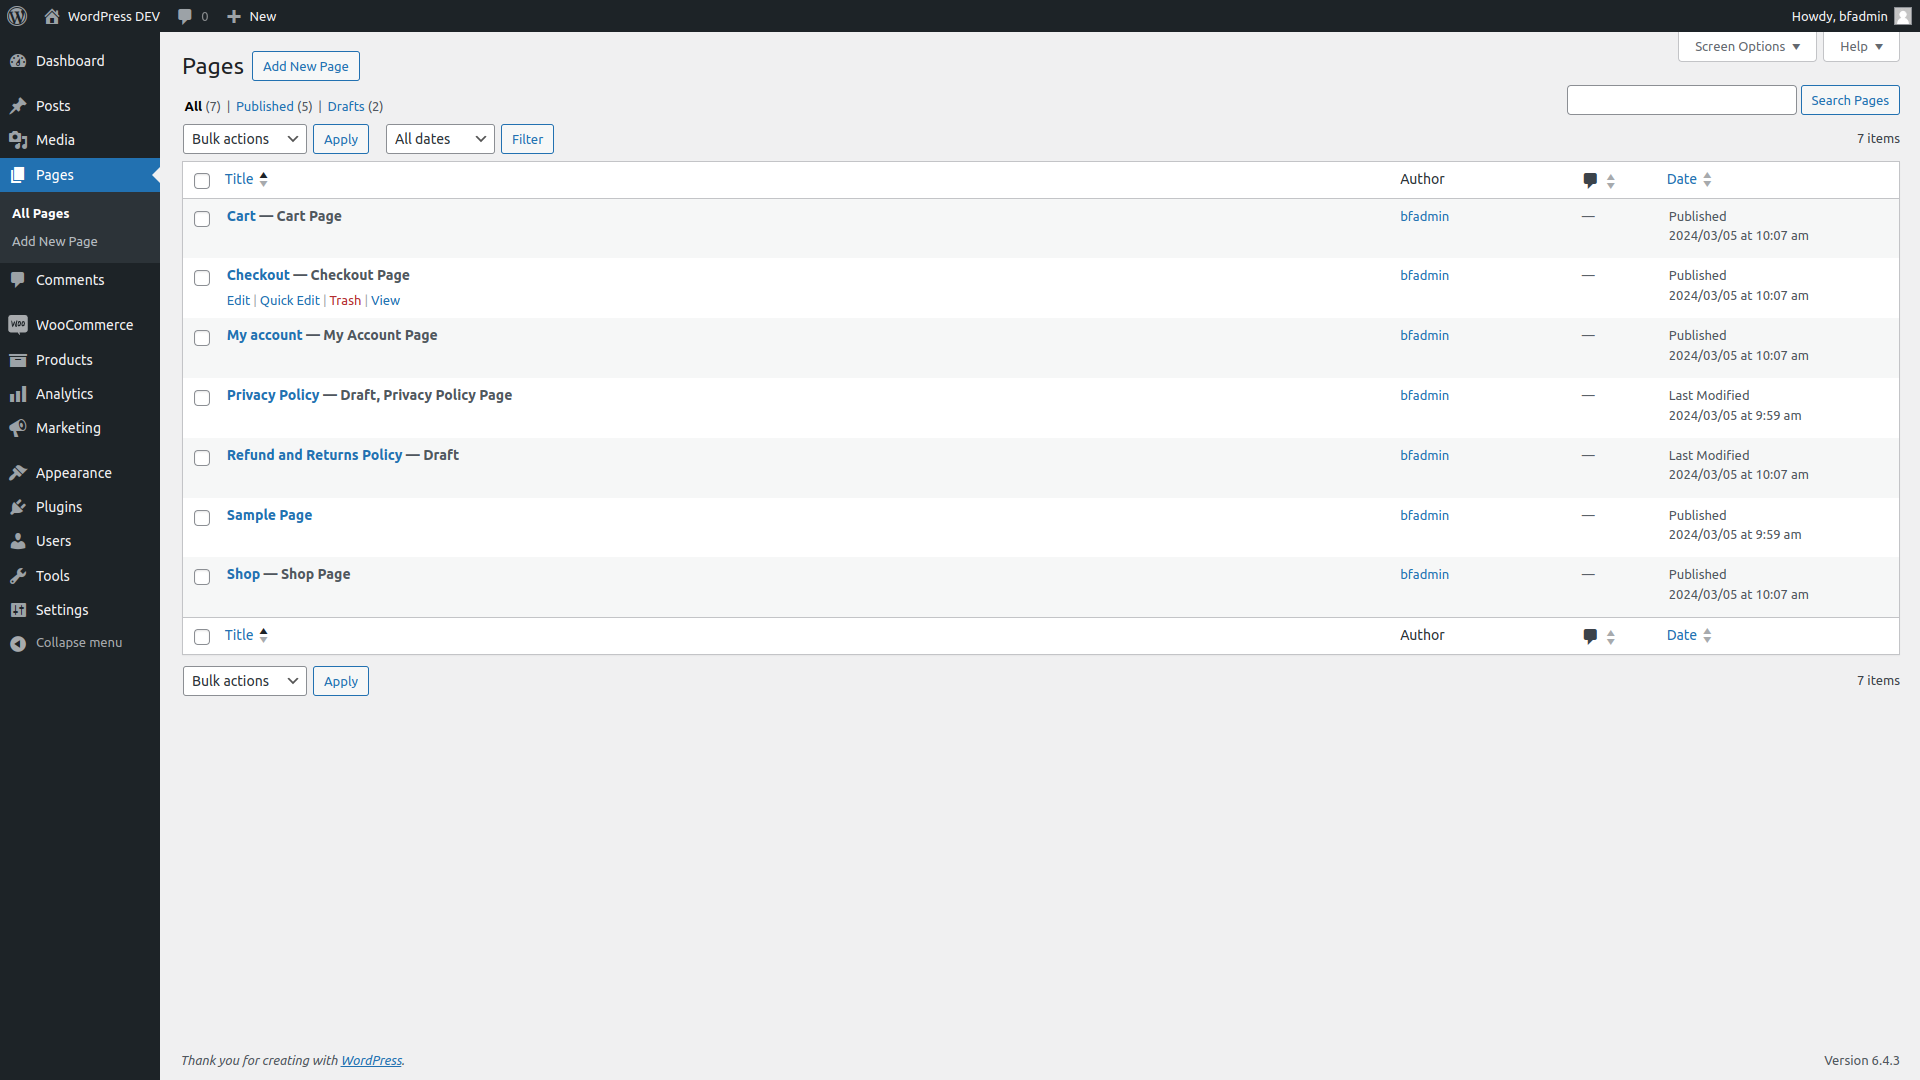 WordPress DEV 0 New Howdy, bfadmin
Screen Options Help
Dashboard
Posts
Media
Pages
All Pages
Add New Page
Comments
WooCommerce
Products
Analytics
Marketing
Appearance
Plugins
Users
Tools
Settings
Collapse menu
Pages Add New Page
All (7) | Published (5) | Drafts (2)
Search Pages
Bulk actions Apply All dates Filter 7 items
Title Author Date
Cart — Cart Page bfadmin — Published
2024/03/05 at 10:07 am
Checkout — Checkout Page bfadmin — Published
Edit | Quick Edit | Trash | View 2024/03/05 at 10:07 am
My account — My Account Page bfadmin — Published
2024/03/05 at 10:07 am
Privacy Policy — Draft, Privacy Policy Page bfadmin — Last Modified
2024/03/05 at 9:59 am
Refund and Returns Policy — Draft bfadmin — Last Modified
2024/03/05 at 10:07 am
Sample Page bfadmin — Published
2024/03/05 at 9:59 am
Shop — Shop Page bfadmin — Published
2024/03/05 at 10:07 am
Title Author Date
Bulk actions Apply 7 items
Thank you for creating with WordPress. Version 6.4.3